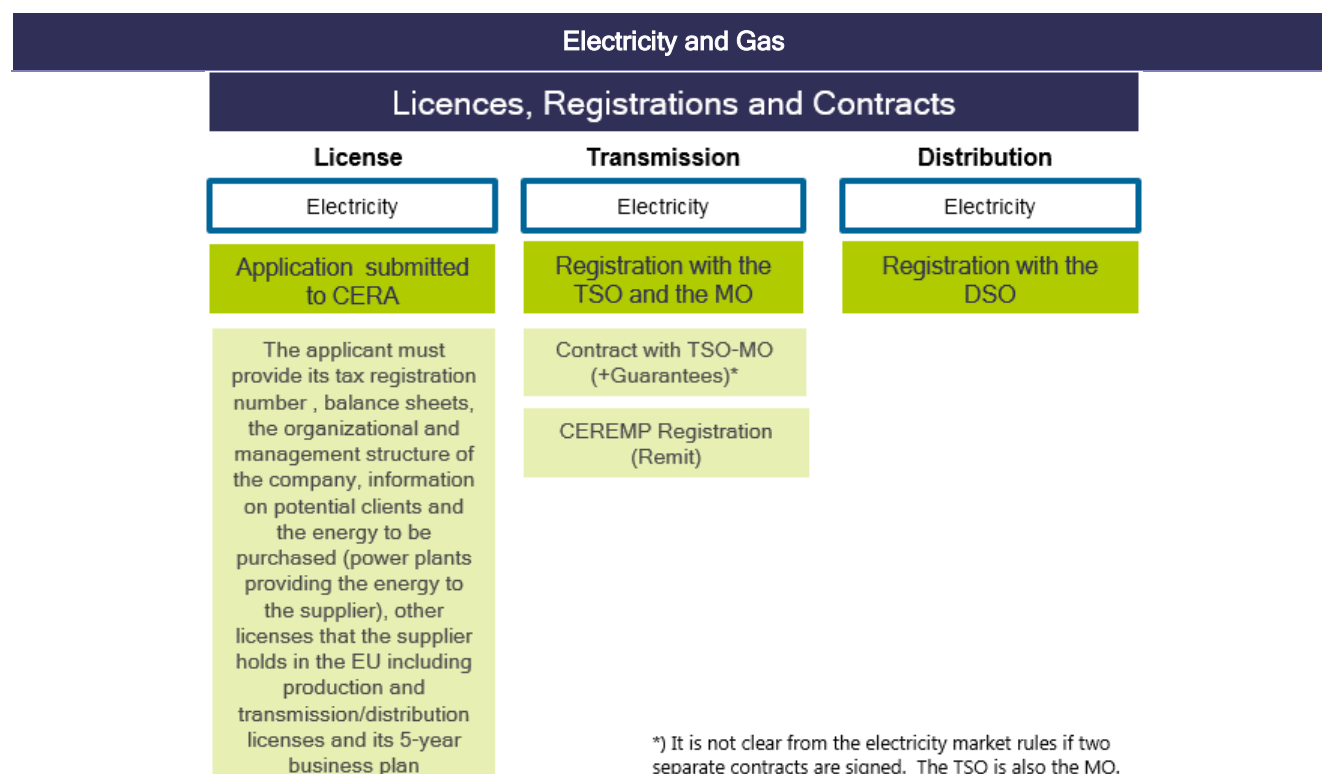 Electricity and Gas
Licences, Registrations and Contracts
License
Transmission
Distribution
Electricity
Electricity
Electricity
Application submitted
to CERA
Registration with the
TSO and the MO
Registration with the
DSO
The applicant must
provide its tax registration
number , balance sheets,
the organizational and
management structure of
the company, information
on potential clients and
the energy to be
purchased (power plants
providing the energy to
the supplier), other
licenses that the supplier
holds in the EU including
production and
transmission/distribution
licenses and its 5-year
business plan
Contract with TSO-MO
(+Guarantees)*
CEREMP Registration
(Remit)
*) It is not clear from the electricity market rules if two
separate contracts are signed. The TSO is also the MO.